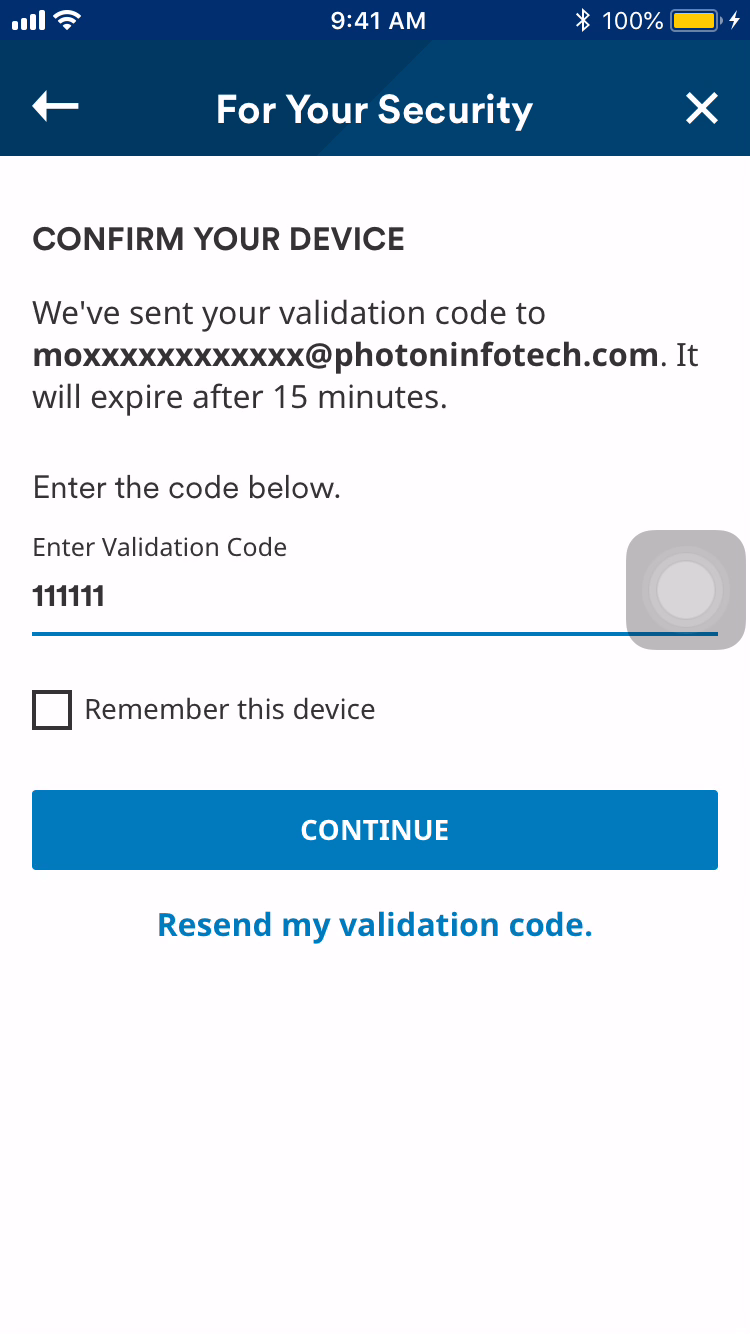 9:41 AM 100%
For Your Security
CONFIRM YOUR DEVICE
We've sent your validation code to
moxxxxxxxxxxxx@photoninfotech.com. It
will expire after 15 minutes.
Enter the code below.
Enter Validation Code
111111
Remember this device
CONTINUE
Resend my validation code.